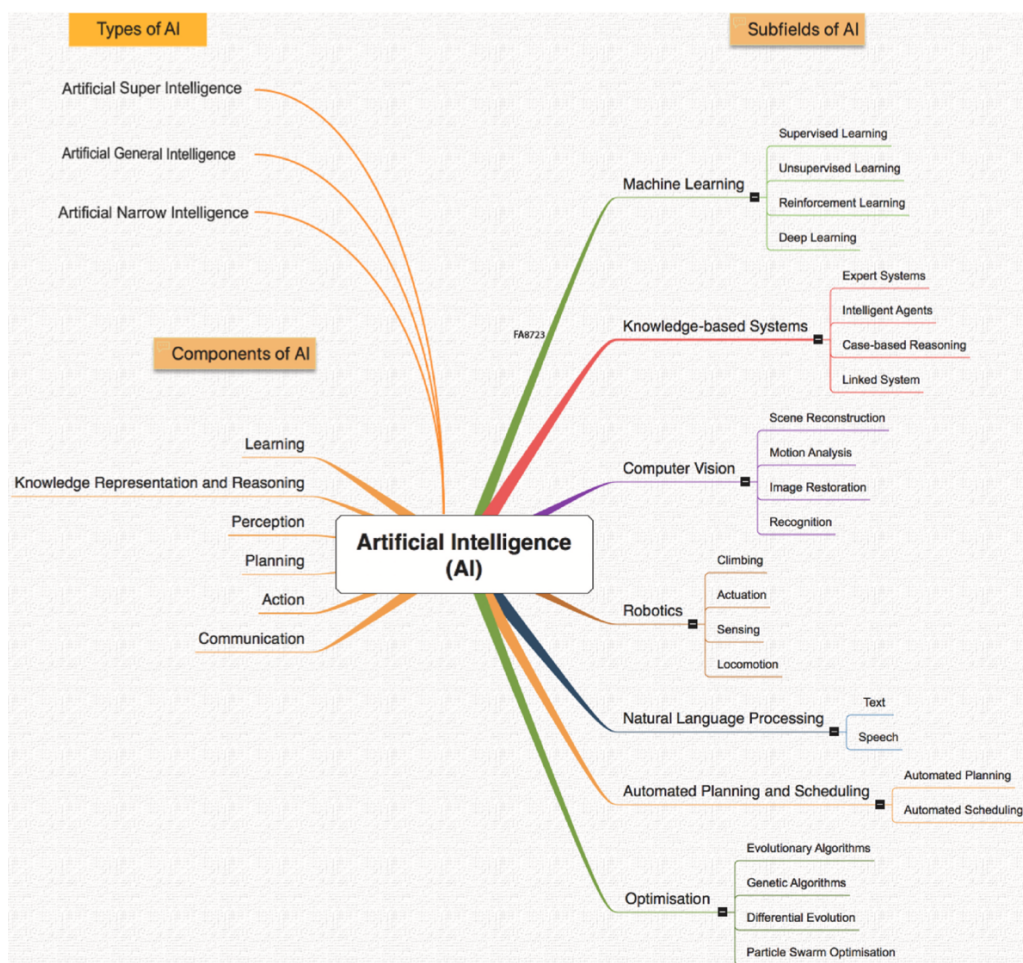 Types of AI
Artificial Super Intelligence
Artificial General Intelligence
Artificial Narrow Intelligence
Components of AI
Learning
Knowledge Representation and Reasoning
Perception
Planning
Action
Communication
Artificial Intelligence
(AI)
Subfields of AI
FA8723
Machine Learning
Supervised Learning
Unsupervised Learning
Reinforcement Learning
Deep Learning
Knowledge-based Systems
Expert Systems
Intelligent Agents
Case-based Reasoning
Linked System
Computer Vision
Scene Reconstruction
Motion Analysis
Image Restoration
Recognition
Robotics
Climbing
Actuation
Sensing
Locomotion
Natural Language Processing
Text
Speech
Automated Planning and Scheduling
Automated Planning
Automated Scheduling
Optimisation
Evolutionary Algorithms
Genetic Algorithms
Differential Evolution
Particle Swarm Optimisation